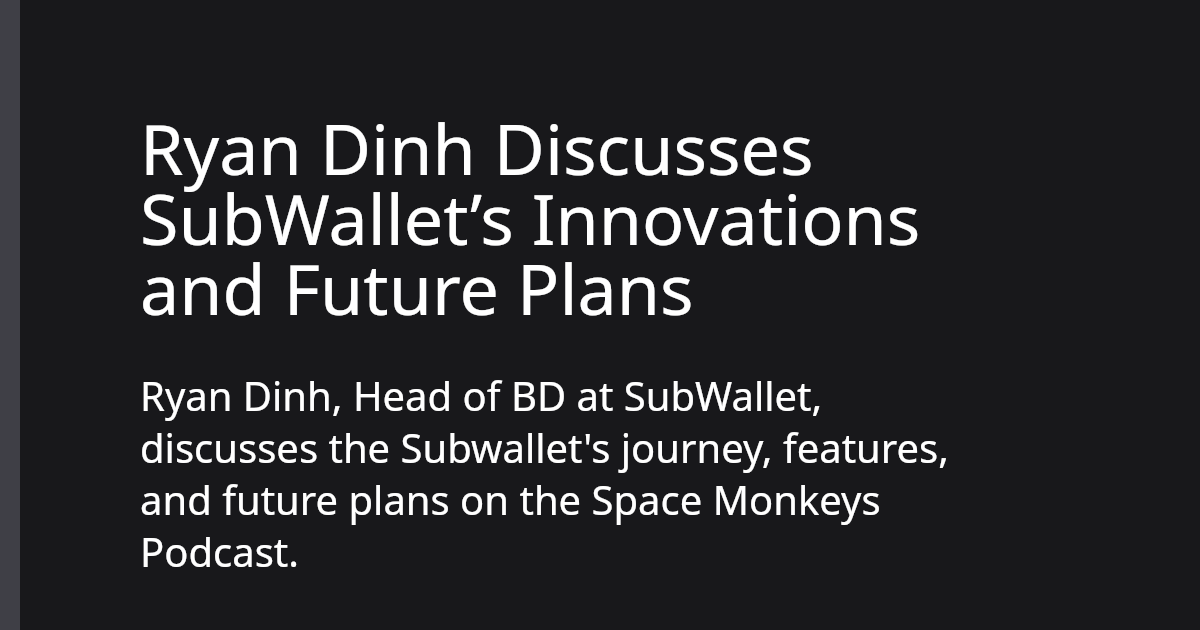 Ryan Dinh Discusses
SubWallet’s Innovations
and Future Plans
Ryan Dinh, Head of BD at SubWallet,
discusses the Subwallet's journey, features,
and future plans on the Space Monkeys
Podcast.